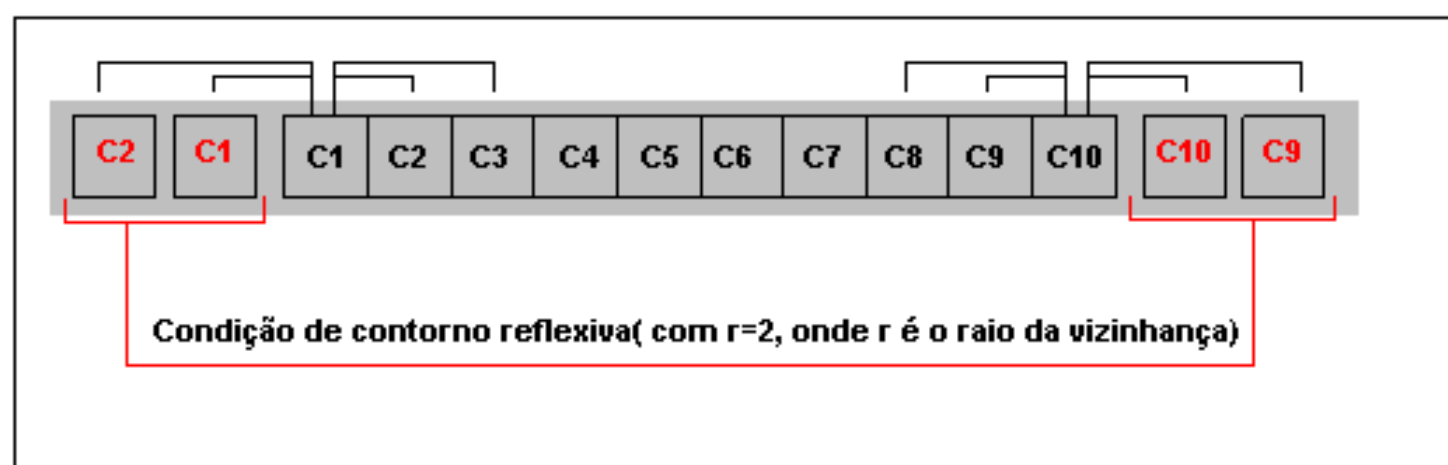 C2 C1 C1 C2 C3 C4 C5 C6 C7 C8 C9 C10 C10 C9
Condição de contorno reflexiva( com r=2, onde r é o raio da vizinhança)